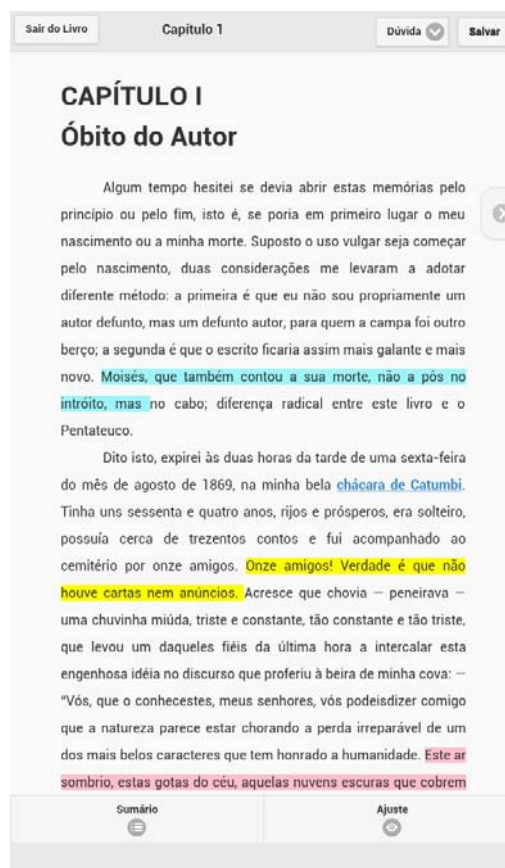 Sair do Livro
Capítulo 1
Dúvida
Salvar
CAPÍTULO I
Óbito do Autor
Algum tempo hesitei se devia abrir estas memórias pelo
princípio ou pelo fim, isto é, se poria em primeiro lugar o meu
nascimento ou a minha morte. Suposto o uso vulgar seja começar
pelo nascimento, duas considerações me levaram a adotar
diferente método: a primeira é que eu não sou propriamente um
autor defunto, mas um defunto autor, para quem a campa foi outro
berço; a segunda é que o escrito ficaria assim mais galante e mais
novo. Moisés, que também contou a sua morte, não a pôs no
intróito, mas no cabo; diferença radical entre este livro e o
Pentateuco.
Dito isto, expirei às duas horas da tarde de uma sexta-feira
do mês de agosto de 1869, na minha bela chácara de Catumbi.
Tinha uns sessenta e quatro anos, rijos e prósperos, era solteiro,
possuía cerca de trezentos contos e fui acompanhado ao
cemitério por onze amigos. Onze amigos! Verdade é que não
houve cartas nem anúncios. Acresce que chovia — peneirava —
uma chuvinha miúda, triste e constante, tão constante e tão triste,
que levou um daqueles fiéis da última hora a intercalar esta
engenhosa idéia no discurso que proferiu à beira de minha cova: —
"Vós, que o conhecestes, meus senhores, vós podeisdizer comigo
que a natureza parece estar chorando a perda irreparável de um
dos mais belos caracteres que tem honrado a humanidade. Este ar
sombrio, estas gotas do céu, aquelas nuvens escuras que cobrem
Sumário
Ajuste